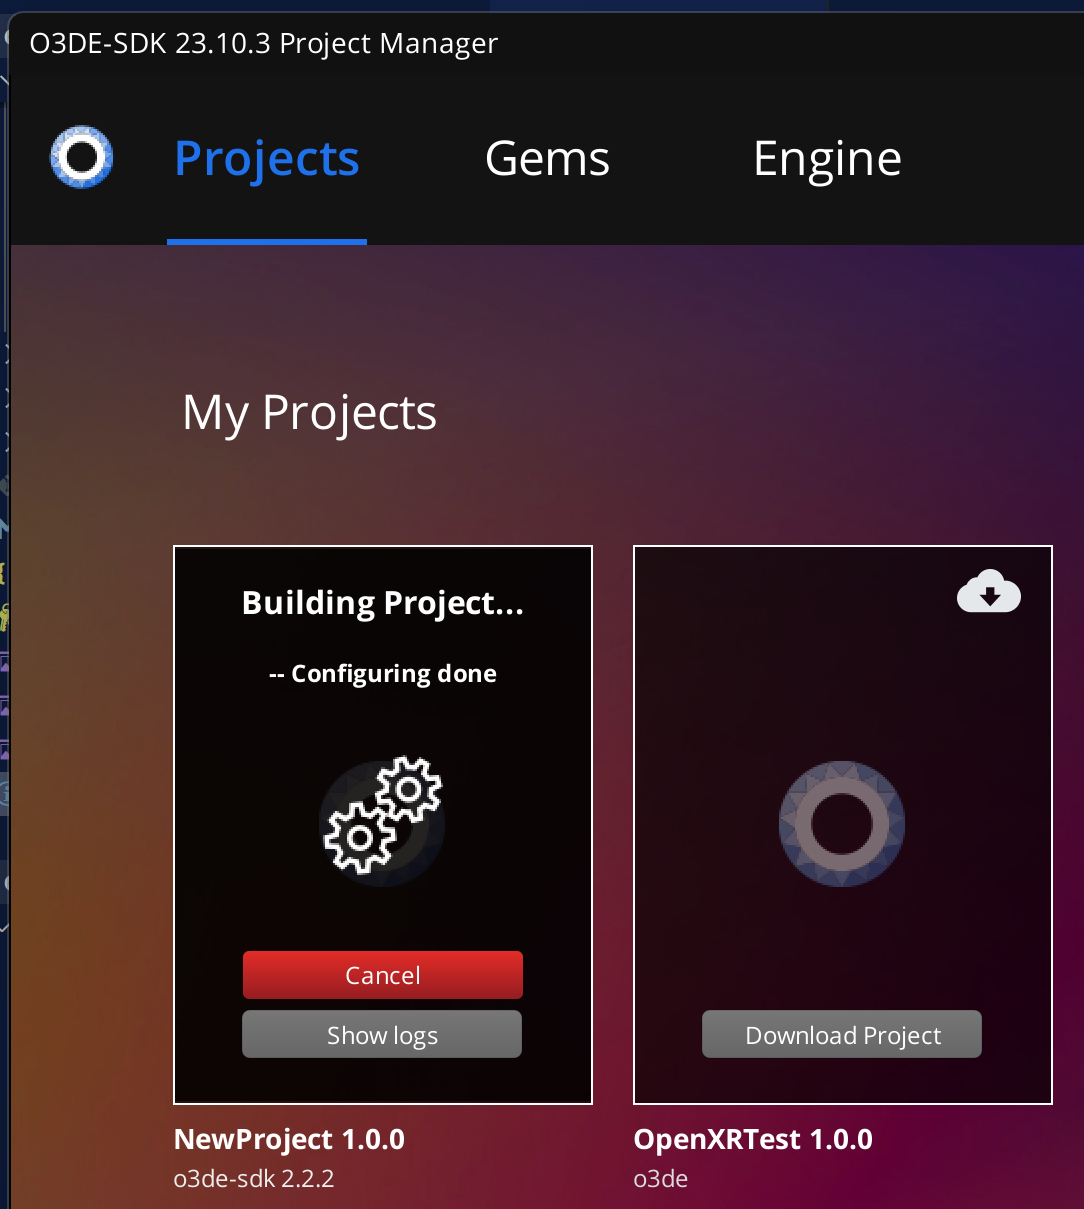 O3DE-SDK 23.10.3 Project Manager
Projects Gems Engine
My Projects
Building Project...
-- Configuring done
Cancel
Show logs
Download Project
NewProject 1.0.0
o3de-sdk 2.2.2
OpenXRTest 1.0.0
o3de